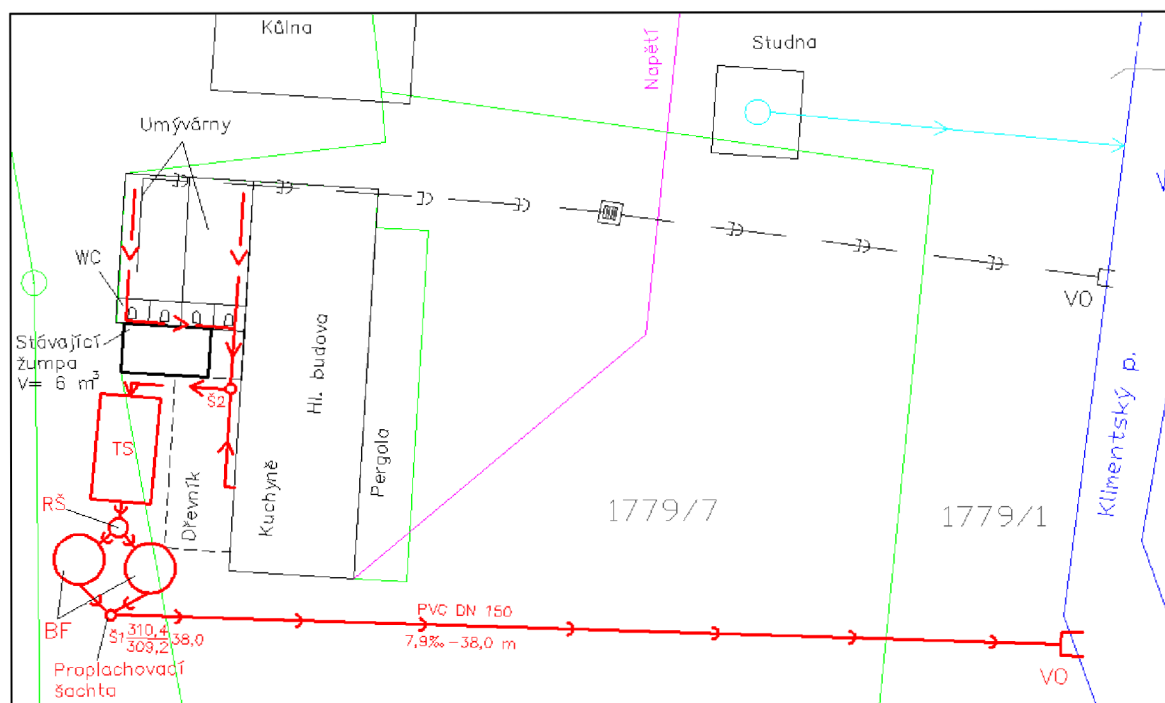 Kůlna
Studna
Napětí
Umývárny
WC
VO
Stávající
žumpa
V= 6 m³
Hl. budova
Klimentský p.
Š2
TS
Pergola
Kuchyně
Dřevník
RŠ
1779/7
1779/1
BF
PVC DN 150
Š1 310,4 38,0
309,2
7,9‰ -38,0 m
Proplachovací
šachta
VO